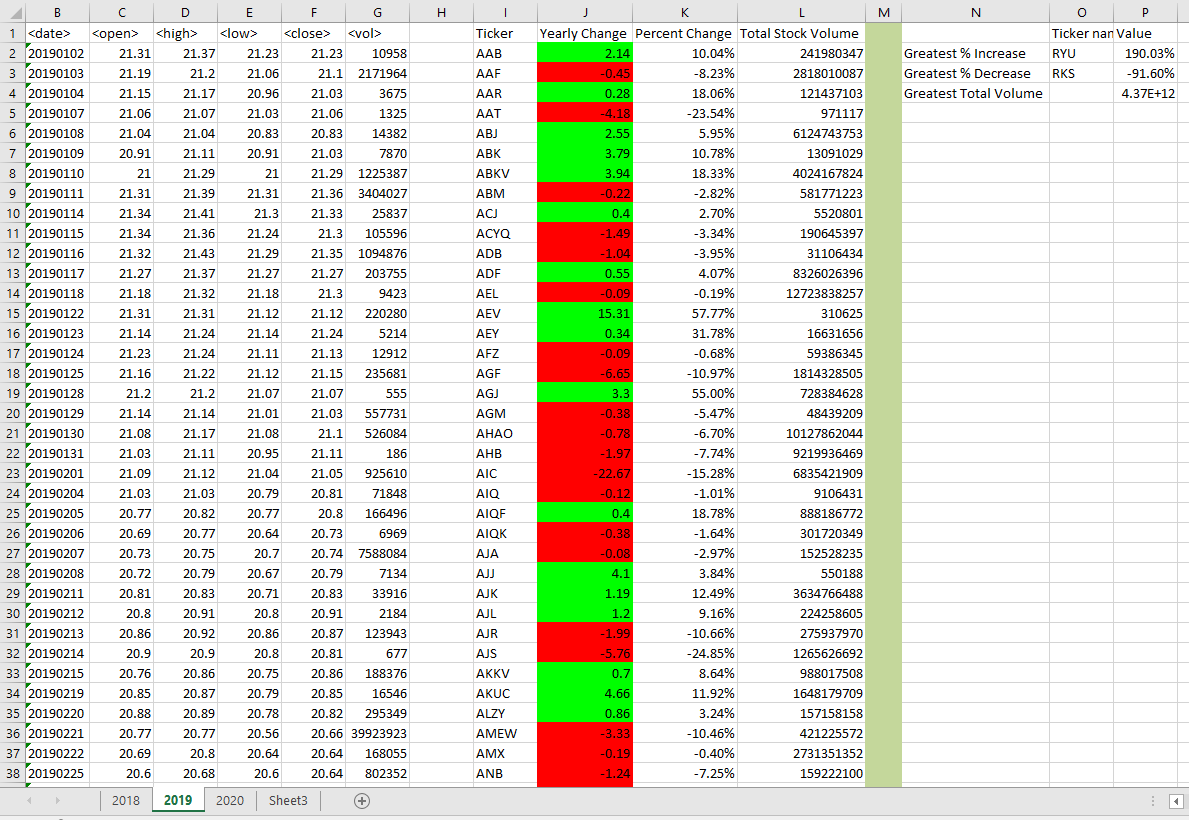 B C D E F G H I J K L M N O P
1 <date> <open> <high> <low> <close> <vol> Ticker Yearly Change Percent Change Total Stock Volume Ticker nar Value
2 20190102 21.31 21.37 21.23 21.23 10958 AAB 2.14 10.04% 241980347 Greatest % Increase RYU 190.03%
3 20190103 21.19 21.2 21.06 21.1 2171964 AAF -0.45 -8.23% 2818010087 Greatest % Decrease RKS -91.60%
4 20190104 21.15 21.17 20.96 21.03 3675 AAR 0.28 18.06% 121437103 Greatest Total Volume 4.37E+12
5 20190107 21.06 21.07 21.03 21.06 1325 AAT -4.18 -23.54% 971117
6 20190108 21.04 21.04 20.83 20.83 14382 ABJ 2.55 5.95% 6124743753
7 20190109 20.91 21.11 20.91 21.03 7870 ABK 3.79 10.78% 13091029
8 20190110 21 21.29 21 21.29 1225387 ABKV 3.94 18.33% 4024167824
9 20190111 21.31 21.39 21.31 21.36 3404027 ABM -0.22 -2.82% 581771223
10 20190114 21.34 21.41 21.3 21.33 25837 ACJ 0.4 2.70% 5520801
11 20190115 21.34 21.36 21.24 21.3 105596 ACYQ -1.49 -3.34% 190645397
12 20190116 21.32 21.43 21.29 21.35 1094876 ADB -1.04 -3.95% 31106434
13 20190117 21.27 21.37 21.27 21.27 203755 ADF 0.55 4.07% 8326026396
14 20190118 21.18 21.32 21.18 21.3 9423 AEL -0.09 -0.19% 12723838257
15 20190122 21.31 21.31 21.12 21.12 220280 AEV 15.31 57.77% 310625
16 20190123 21.14 21.24 21.14 21.24 5214 AEY 0.34 31.78% 16631656
17 20190124 21.23 21.24 21.11 21.13 12912 AFZ -0.09 -0.68% 59386345
18 20190125 21.16 21.22 21.12 21.15 235681 AGF -6.65 -10.97% 1814328505
19 20190128 21.2 21.2 21.07 21.07 555 AGJ 3.3 55.00% 728384628
20 20190129 21.14 21.14 21.01 21.03 557731 AGM -0.38 -5.47% 48439209
21 20190130 21.08 21.17 21.08 21.1 526084 AHAO -0.78 -6.70% 10127862044
22 20190131 21.03 21.11 20.95 21.11 186 AHB -1.97 -7.74% 9219936469
23 20190201 21.09 21.12 21.04 21.05 925610 AIC -22.67 -15.28% 6835421909
24 20190204 21.03 21.03 20.79 20.81 71848 AIQ -0.12 -1.01% 9106431
25 20190205 20.77 20.82 20.77 20.8 166496 AIQF 0.4 18.78% 888186772
26 20190206 20.69 20.77 20.64 20.73 6969 AIQK -0.38 -1.64% 301720349
27 20190207 20.73 20.75 20.7 20.74 7588084 AJA -0.08 -2.97% 152528235
28 20190208 20.72 20.79 20.67 20.79 7134 AJJ 4.1 3.84% 550188
29 20190211 20.81 20.83 20.71 20.83 33916 AJK 1.19 12.49% 3634766488
30 20190212 20.8 20.91 20.8 20.91 2184 AJL 1.2 9.16% 224258605
31 20190213 20.86 20.92 20.86 20.87 123943 AJR -1.99 -10.66% 275937970
32 20190214 20.9 20.9 20.8 20.81 677 AJS -5.76 -24.85% 1265626692
33 20190215 20.76 20.86 20.75 20.86 188376 AKKV 0.7 8.64% 988017508
34 20190219 20.85 20.87 20.79 20.85 16546 AKUC 4.66 11.92% 1648179709
35 20190220 20.88 20.89 20.78 20.82 295349 ALZY 0.86 3.24% 157158158
36 20190221 20.77 20.77 20.56 20.66 39923923 AMEW -3.33 -10.46% 421225572
37 20190222 20.69 20.8 20.64 20.64 168055 AMX -0.19 -0.40% 2731351352
38 20190225 20.6 20.68 20.6 20.64 802352 ANB -1.24 -7.25% 159222100
2018 2019 2020 Sheet3